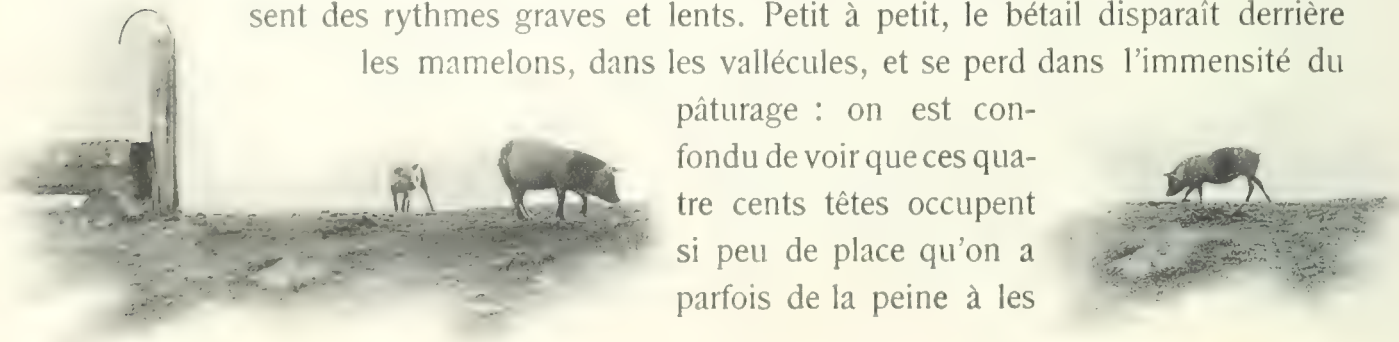 sent des rythmes graves et lents. Petit à petit, le bétail disparaît derrière
les mamelons, dans les vallécules, et se perd dans l'immensité du
pâturage : on est con-
fondu de voir que ces qua-
tre cents têtes occupent
si peu de place qu'on a
parfois de la peine à les